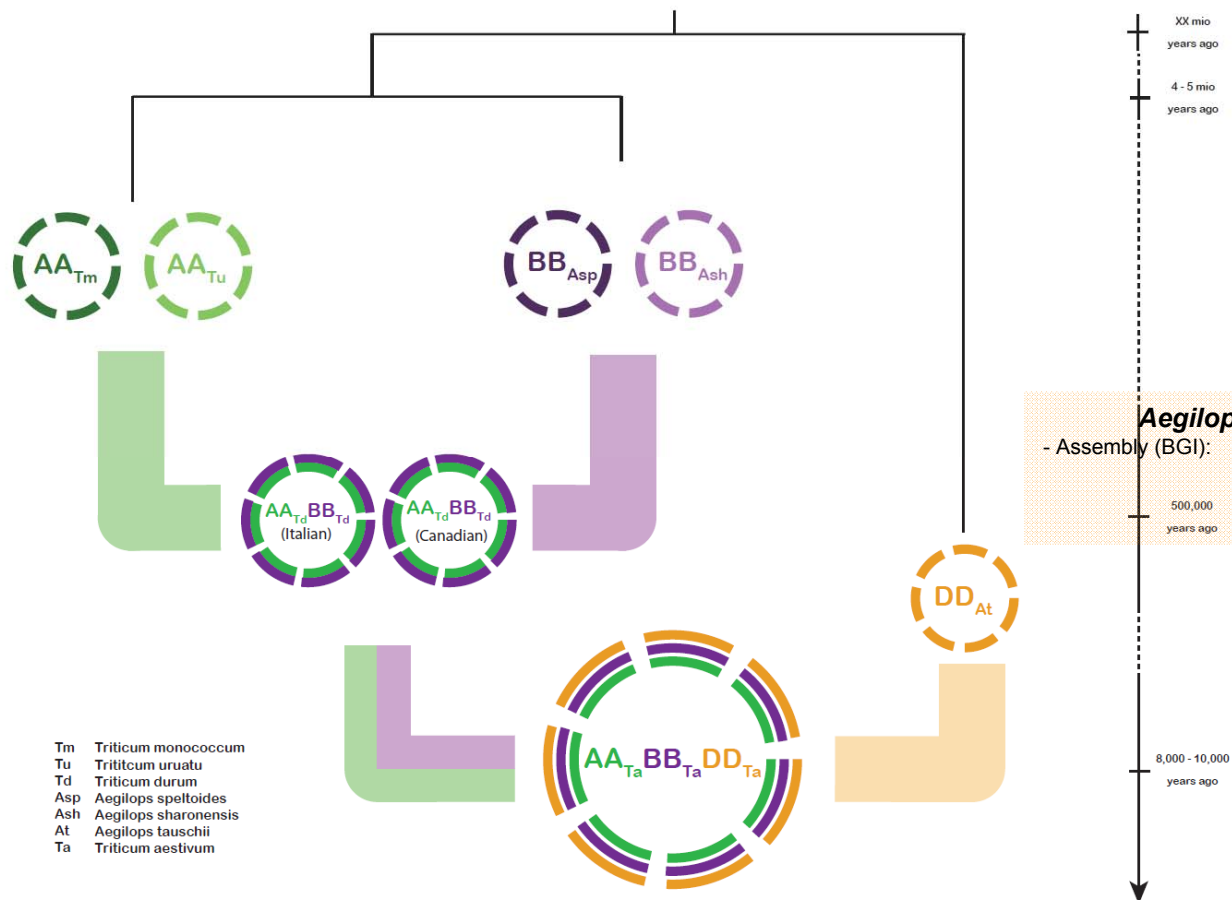 XX mio
years ago
4 - 5 mio
years ago
AATm
AATu
BBAsp
BBAsh
Aegilop
- Assembly (BGI):
AATdBBTd
(Italian)
AATdBBTd
(Canadian)
500,000
years ago
DDAt
AATaBBTaDDTa
8,000 - 10,000
years ago
Tm Triticum monococcum
Tu Trititcum uruatu
Td Triticum durum
Asp Aegilops speltoides
Ash Aegilops sharonensis
At Aegilops tauschii
Ta Triticum aestivum